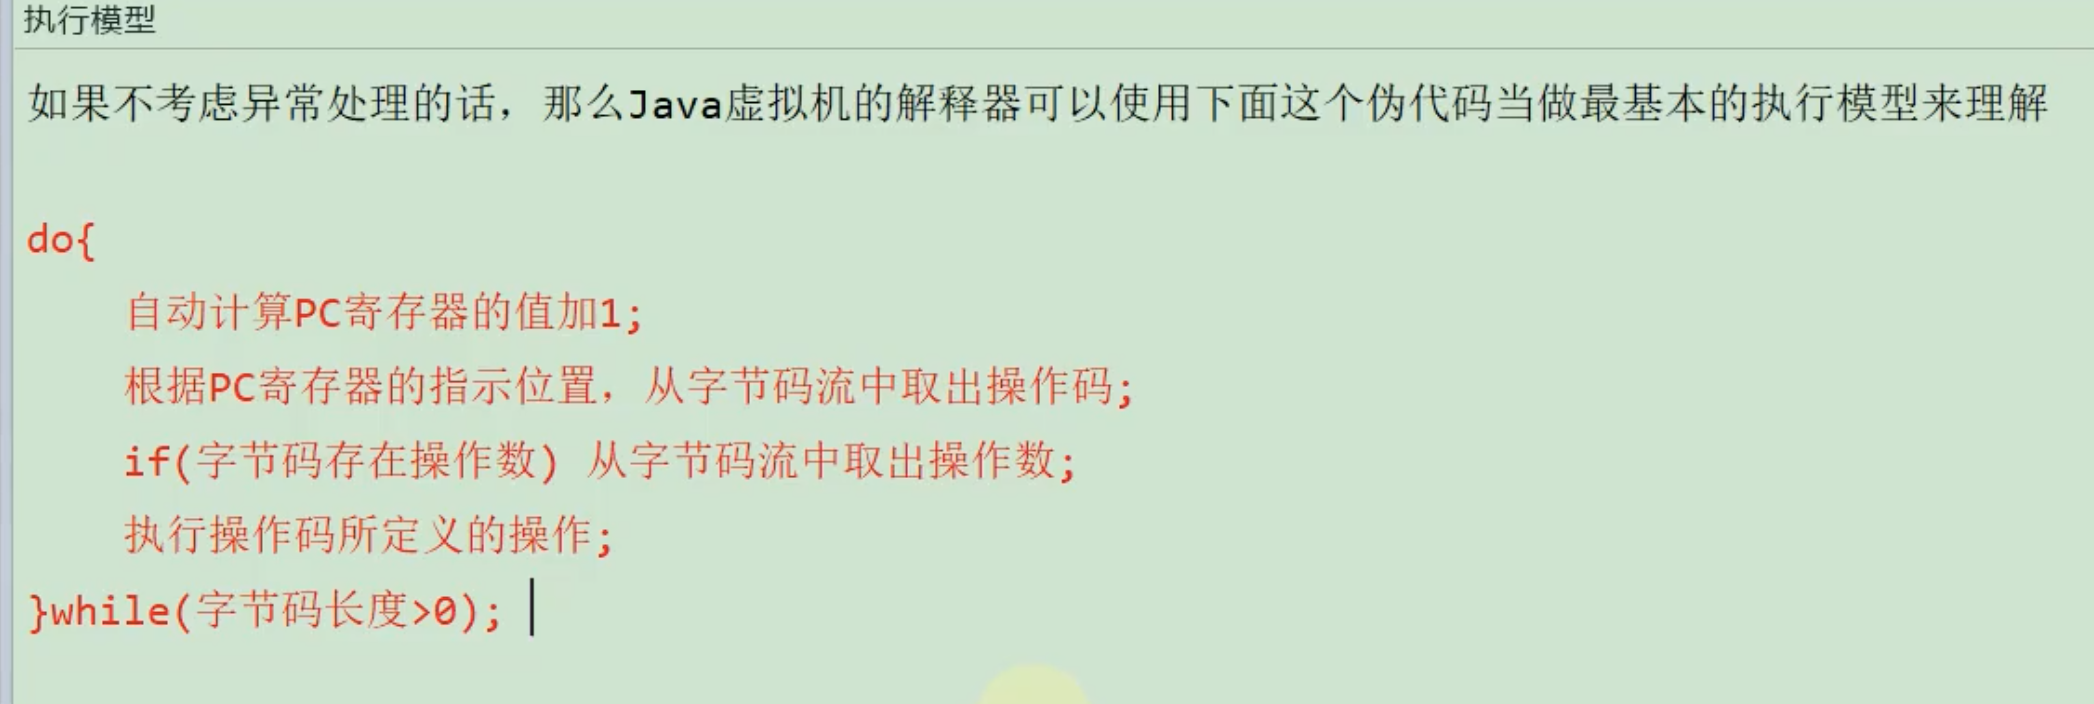 执行模型
如果不考虑异常处理的话，那么Java虚拟机的解释器可以使用下面这个伪代码当做最基本的执行模型来理解
do{
自动计算PC寄存器的值加1;
根据PC寄存器的指示位置，从字节码流中取出操作码;
if(字节码存在操作数) 从字节码流中取出操作数;
执行操作码所定义的操作;
}while(字节码长度>0);